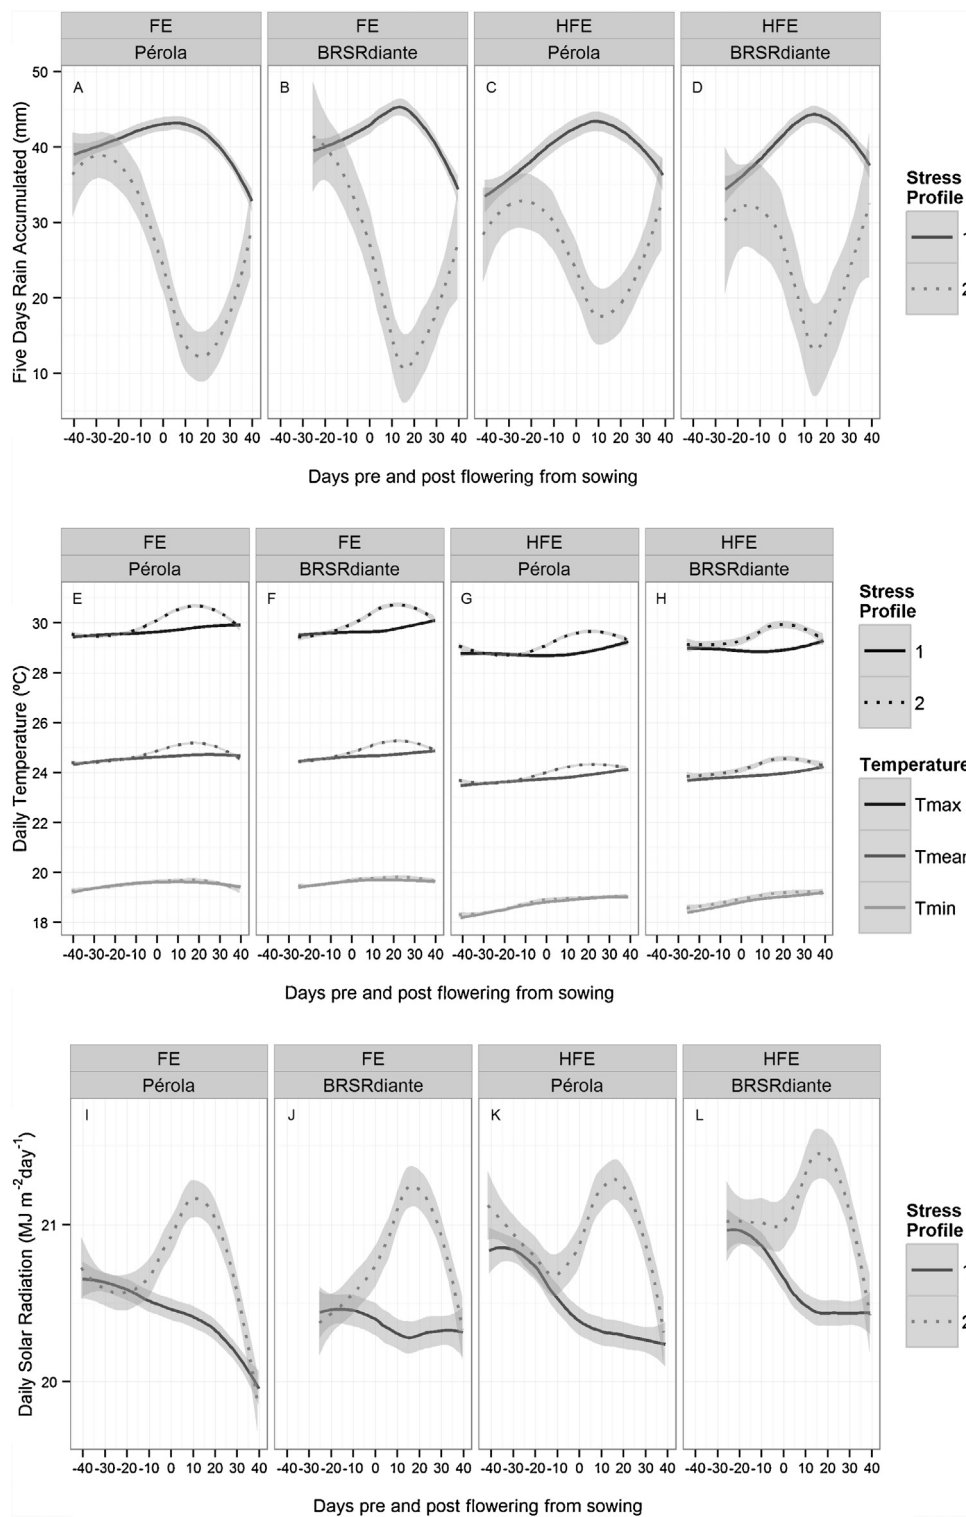 FE FE HFE HFE
Pérola BRSRdiante Pérola BRSRdiante
A B C D
50
40
30
20
10
Five Days Rain Accumulated (mm)
-40-30-20-10 0 10 20 30 40 -40-30-20-10 0 10 20 30 40 -40-30-20-10 0 10 20 30 40 -40-30-20-10 0 10 20 30 40
Days pre and post flowering from sowing
Stress
Profile
1
2
FE FE HFE HFE
Pérola BRSRdiante Pérola BRSRdiante
E F G H
30
28
26
24
22
20
18
Daily Temperature (ºC)
-40-30-20-10 0 10 20 30 40 -40-30-20-10 0 10 20 30 40 -40-30-20-10 0 10 20 30 40 -40-30-20-10 0 10 20 30 40
Days pre and post flowering from sowing
Stress
Profile
1
2
Temperature
Tmax
Tmean
Tmin
FE FE HFE HFE
Pérola BRSRdiante Pérola BRSRdiante
I J K L
21
20
Daily Solar Radiation (MJ m⁻²day⁻¹)
-40-30-20-10 0 10 20 30 40 -40-30-20-10 0 10 20 30 40 -40-30-20-10 0 10 20 30 40 -40-30-20-10 0 10 20 30 40
Days pre and post flowering from sowing
Stress
Profile
1
2